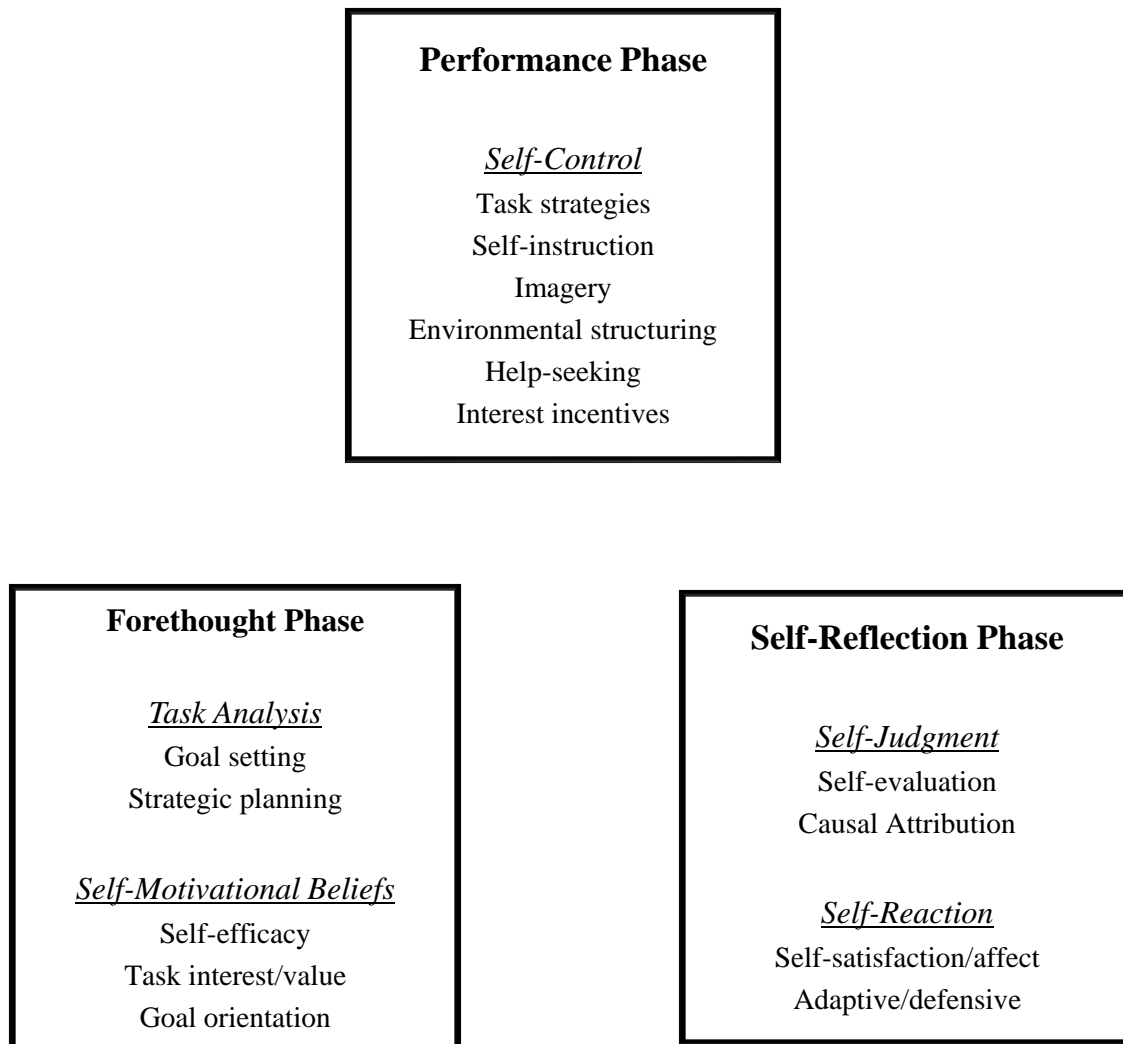 Performance Phase
Self-Control
Task strategies
Self-instruction
Imagery
Environmental structuring
Help-seeking
Interest incentives
Forethought Phase
Task Analysis
Goal setting
Strategic planning
Self-Motivational Beliefs
Self-efficacy
Task interest/value
Goal orientation
Self-Reflection Phase
Self-Judgment
Self-evaluation
Causal Attribution
Self-Reaction
Self-satisfaction/affect
Adaptive/defensive